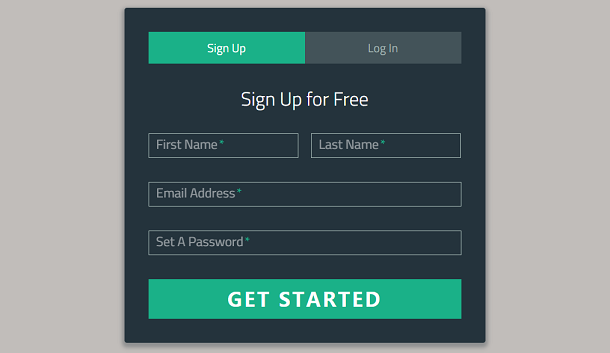 Sign Up Log In
Sign Up for Free
First Name* Last Name*
Email Address*
Set A Password*
GET STARTED